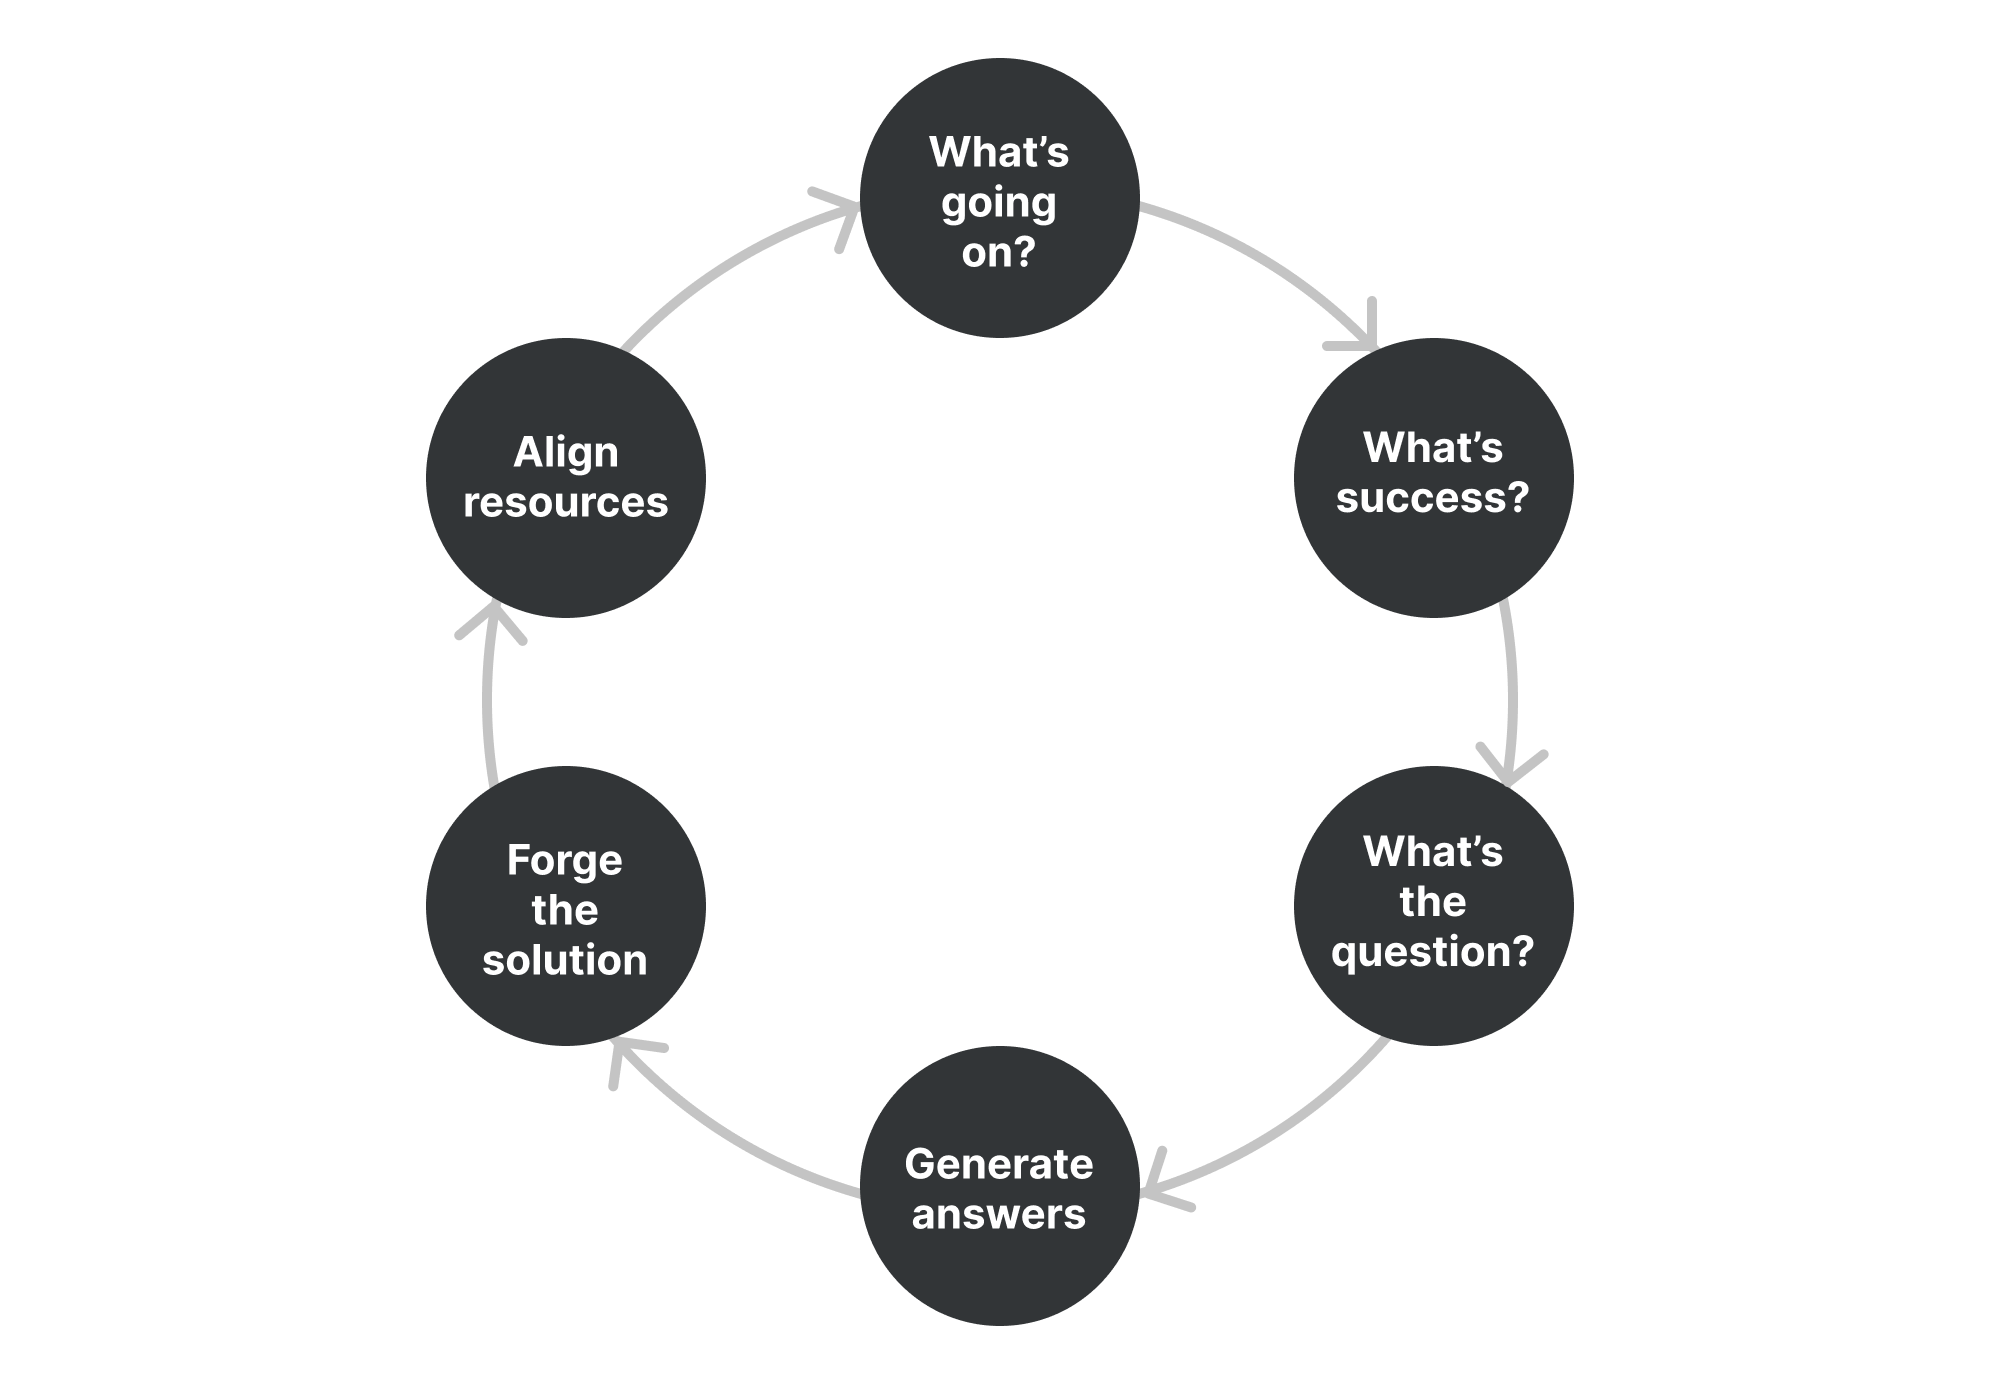 What’s
going
on?
What’s
success?
What’s
the
question?
Generate
answers
Forge
the
solution
Align
resources